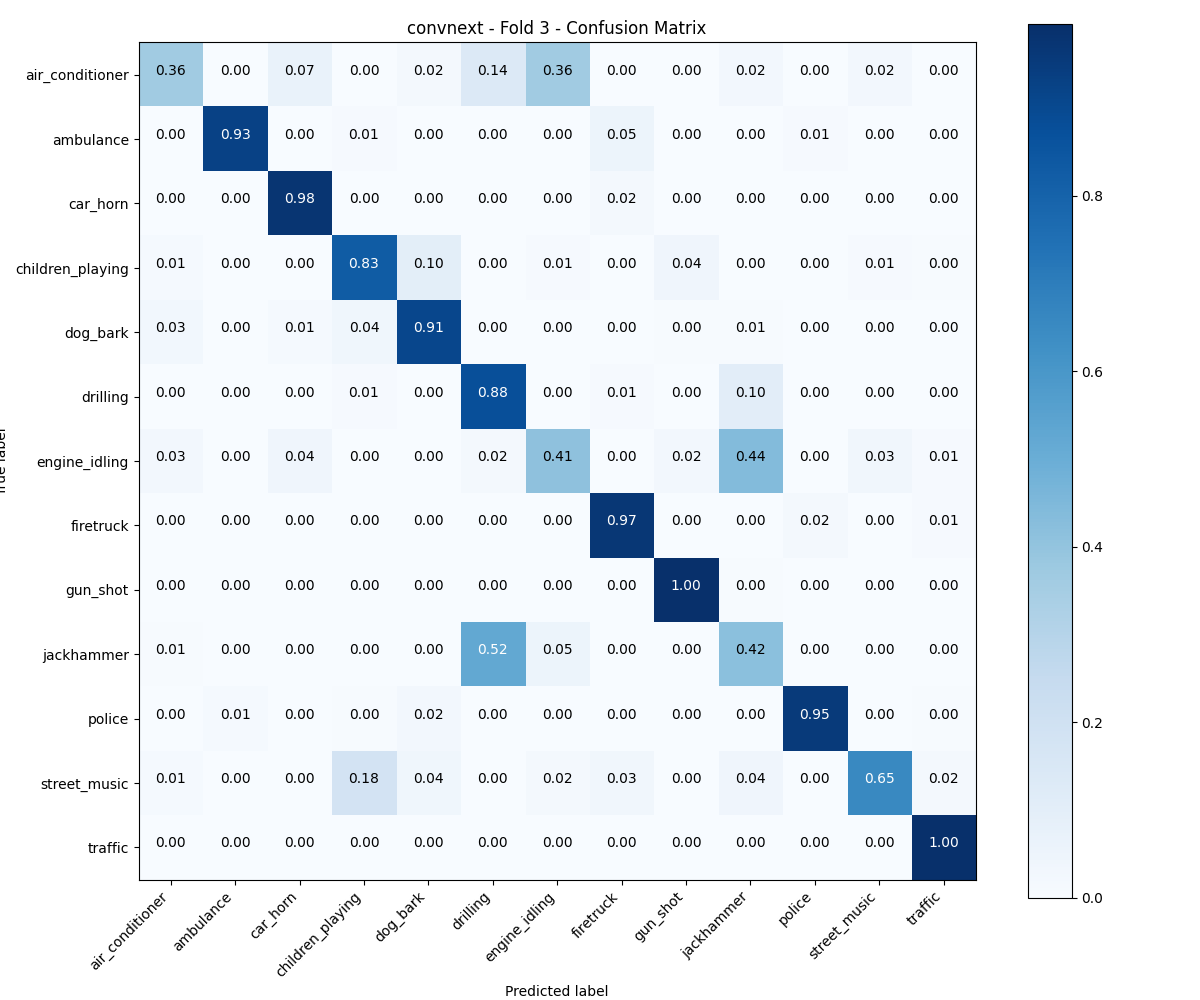 convnext - Fold 3 - Confusion Matrix
air_conditioner 0.36 0.00 0.07 0.00 0.02 0.14 0.36 0.00 0.00 0.02 0.00 0.02 0.00
ambulance 0.00 0.93 0.00 0.01 0.00 0.00 0.00 0.05 0.00 0.00 0.01 0.00 0.00
car_horn 0.00 0.00 0.98 0.00 0.00 0.00 0.00 0.02 0.00 0.00 0.00 0.00 0.00
children_playing 0.01 0.00 0.00 0.83 0.10 0.00 0.01 0.00 0.04 0.00 0.00 0.01 0.00
dog_bark 0.03 0.00 0.01 0.04 0.91 0.00 0.00 0.00 0.00 0.01 0.00 0.00 0.00
drilling 0.00 0.00 0.00 0.01 0.00 0.88 0.00 0.01 0.00 0.10 0.00 0.00 0.00
engine_idling 0.03 0.00 0.04 0.00 0.00 0.02 0.41 0.00 0.02 0.44 0.00 0.03 0.01
firetruck 0.00 0.00 0.00 0.00 0.00 0.00 0.00 0.97 0.00 0.00 0.02 0.00 0.01
gun_shot 0.00 0.00 0.00 0.00 0.00 0.00 0.00 0.00 1.00 0.00 0.00 0.00 0.00
jackhammer 0.01 0.00 0.00 0.00 0.00 0.52 0.05 0.00 0.00 0.42 0.00 0.00 0.00
police 0.00 0.01 0.00 0.00 0.02 0.00 0.00 0.00 0.00 0.00 0.95 0.00 0.00
street_music 0.01 0.00 0.00 0.18 0.04 0.00 0.02 0.03 0.00 0.04 0.00 0.65 0.02
traffic 0.00 0.00 0.00 0.00 0.00 0.00 0.00 0.00 0.00 0.00 0.00 0.00 1.00
air_conditioner
ambulance
car_horn
children_playing
dog_bark
drilling
engine_idling
firetruck
gun_shot
jackhammer
police
street_music
traffic
Predicted label
0.8
0.6
0.4
0.2
0.0